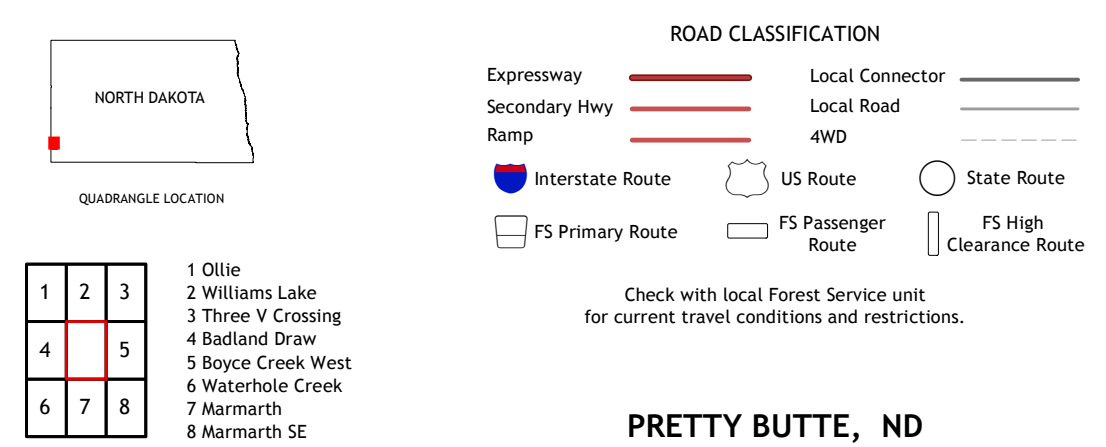 NORTH DAKOTA
QUADRANGLE LOCATION
1 2 3
4 5
6 7 8
1 Ollie
2 Williams Lake
3 Three V Crossing
4 Badland Draw
5 Boyce Creek West
6 Waterhole Creek
7 Marmarth
8 Marmarth SE
ROAD CLASSIFICATION
Expressway
Secondary Hwy
Ramp
Local Connector
Local Road
4WD
Interstate Route
US Route
State Route
FS Primary Route
FS Passenger
Route
FS High
Clearance Route
Check with local Forest Service unit
for current travel conditions and restrictions.
PRETTY BUTTE, ND